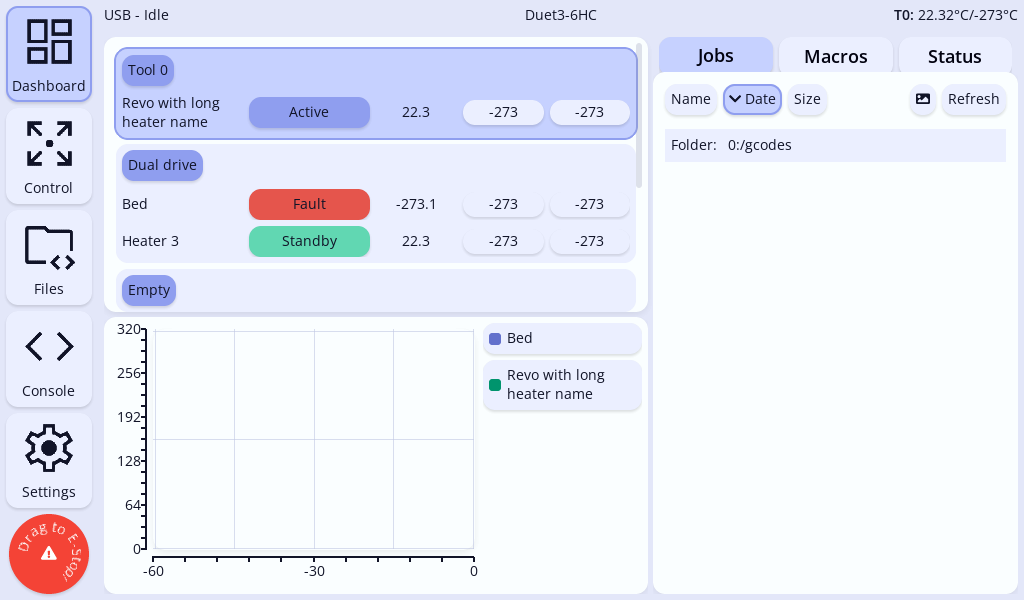 USB - Idle
Duet3-6HC
T0: 22.32°C/-273°C
Dashboard
Control
Files
Console
Settings
Drag to E-Stop!
Tool 0
Revo with long
heater name
Active
22.3
-273
-273
Dual drive
Bed
Fault
-273.1
-273
-273
Heater 3
Standby
22.3
-273
-273
Empty
320
256
192
128
64
0
-60
-30
0
Bed
Revo with long
heater name
Jobs
Macros
Status
Name
Date
Size
Refresh
Folder: 0:/gcodes